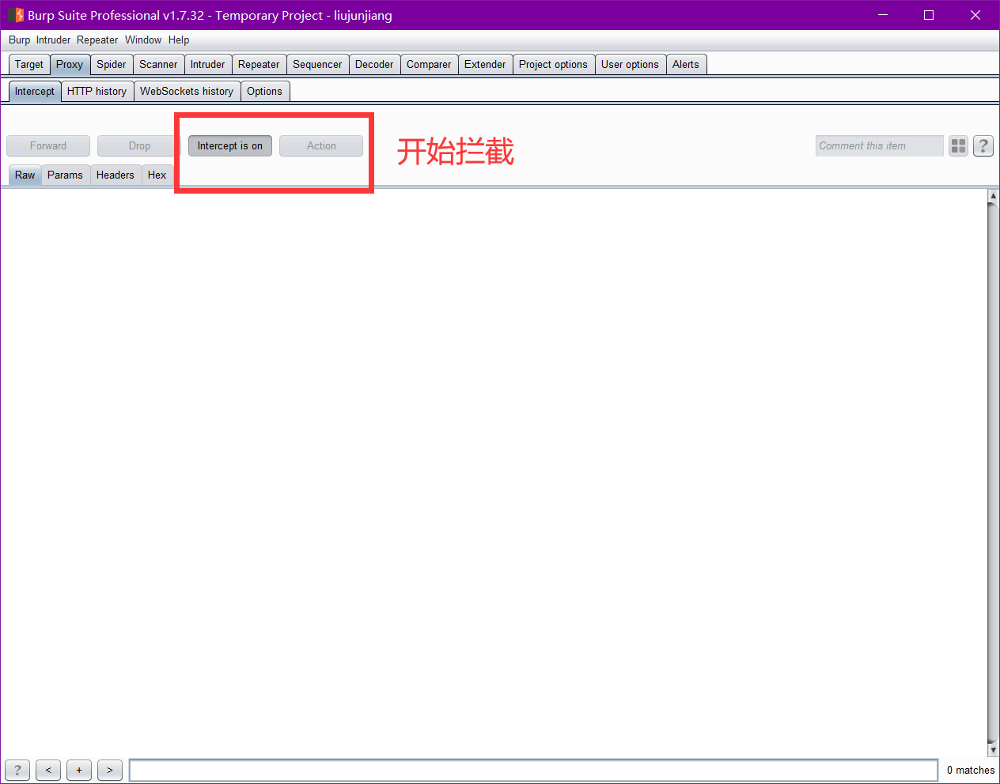 Burp Suite Professional v1.7.32 - Temporary Project - liujunjiang
Burp Intruder Repeater Window Help
Target Proxy Spider Scanner Intruder Repeater Sequencer Decoder Comparer Extender Project options User options Alerts
Intercept HTTP history WebSockets history Options
Forward Drop Intercept is on Action 开始拦截 Comment this item ?
Raw Params Headers Hex
? < + > 0 matches